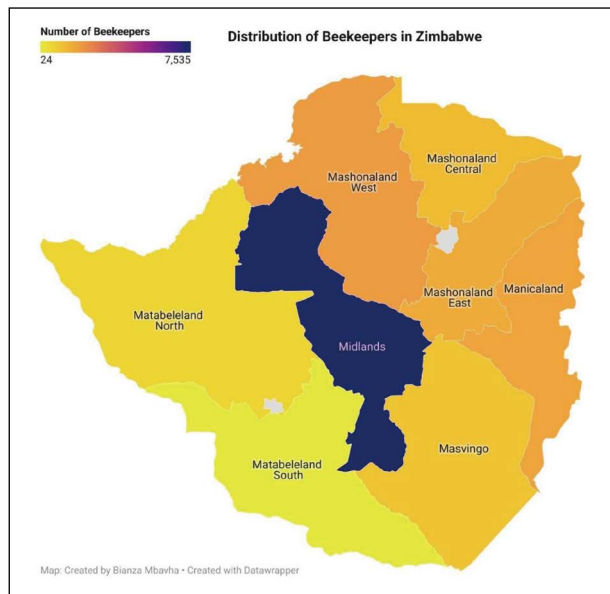 Number of Beekeepers
24 7,535
Distribution of Beekeepers in Zimbabwe
Mashonaland
Central
Mashonaland
West
Mashonaland
East
Manicaland
Matabeleland
North
Midlands
Masvingo
Matabeleland
South
Map: Created by Bianza Mbavha • Created with Datawrapper